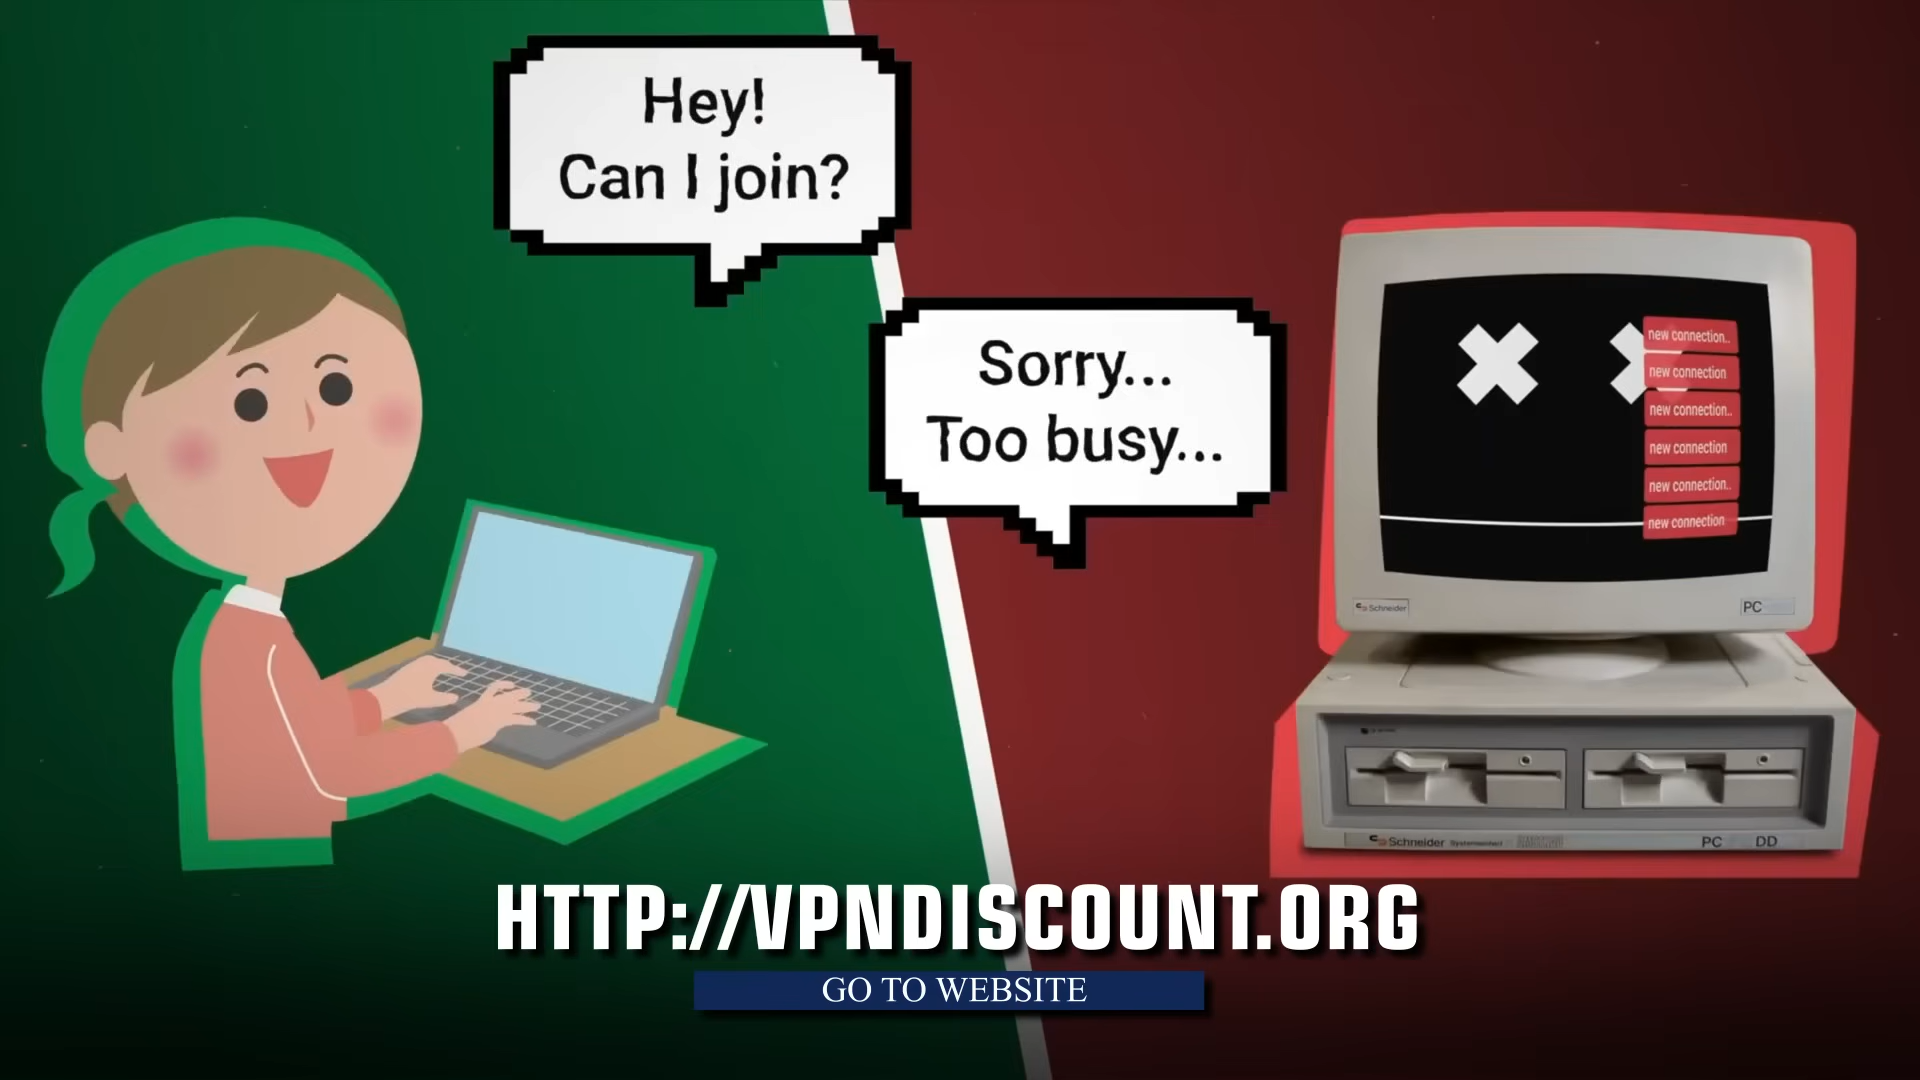 Hey!
Can I join?
Sorry...
Too busy...
new connection..
new connection
new connection..
new connection
new connection..
new connection
Schneider
PC
Schneider
PC DD
HTTP://VPNDISCOUNT.ORG
GO TO WEBSITE